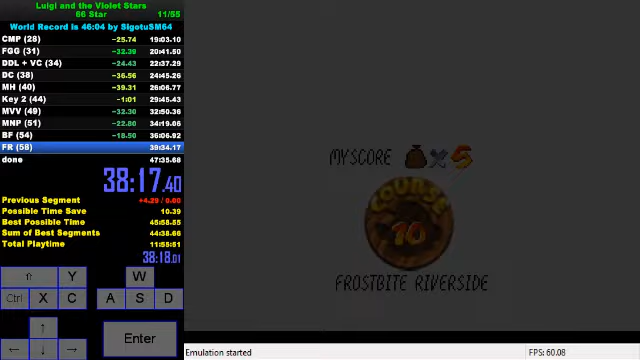 Luigi and the Violet Stars
66 Star 11/55
World Record is 46:04 by SigotuSM64
CMP (28) -25.74 19:03.10
FGG (31) -32.39 20:41.50
DDL + VC (34) -24.43 22:37.29
DC (38) -36.56 24:45.26
MH (40) -39.31 26:06.77
Key 2 (44) -1:01 29:45.43
MVV (49) -32.30 32:50.36
MNP (51) -22.80 34:19.06
BF (54) -18.50 36:06.92
FR (58) 39:34.17
done 47:35.68
38:17.40
Previous Segment +4.29 / 0.00
Possible Time Save 10.39
Best Possible Time 45:58.55
Sum of Best Segments 44:38.66
Total Playtime 11:55:51
38:18.01
↑ Y W
Ctrl X C A S D
↑
← ↓ → Enter
MYSCORE
COURSE
10
FROSTBITE RIVERSIDE
Emulation started FPS: 60.08